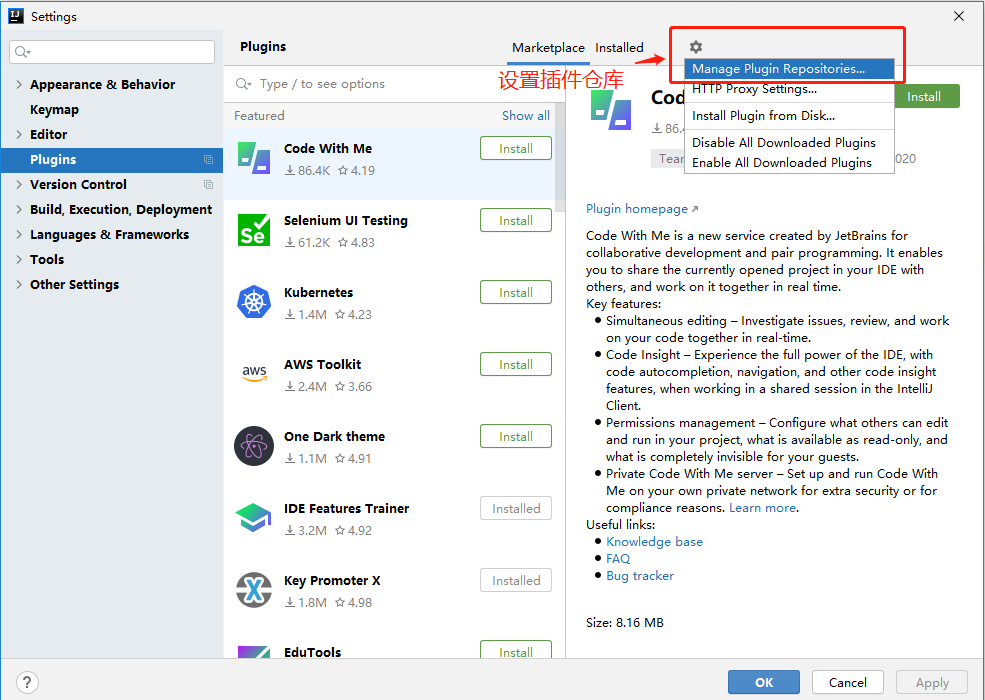 Settings
Plugins
Marketplace
Installed
Manage Plugin Repositories...
HTTP Proxy Settings...
Install Plugin from Disk...
Disable All Downloaded Plugins
Enable All Downloaded Plugins
设置插件仓库
Appearance & Behavior
Keymap
Editor
Plugins
Version Control
Build, Execution, Deployment
Languages & Frameworks
Tools
Other Settings
Type / to see options
Featured
Show all
Code With Me
Install
86.4K 4.19
Selenium UI Testing
Install
61.2K 4.83
Kubernetes
Install
1.4M 4.23
aws
AWS Toolkit
Install
2.4M 3.66
One Dark theme
Install
1.1M 4.91
IDE Features Trainer
Installed
3.2M 4.92
Key Promoter X
Installed
1.8M 4.98
EduTools
Install
Cod
Install
86.4
Tear
020
Plugin homepage
Code With Me is a new service created by JetBrains for
collaborative development and pair programming. It enables
you to share the currently opened project in your IDE with
others, and work on it together in real time.
Key features:
Simultaneous editing – Investigate issues, review, and work
on your code together in real-time.
Code Insight – Experience the full power of the IDE, with
code autocompletion, navigation, and other code insight
features, when working in a shared session in the IntelliJ
Client.
Permissions management – Configure what others can edit
and run in your project, what is available as read-only, and
what is completely invisible for your guests.
Private Code With Me server – Set up and run Code With
Me on your own private network for extra security or for
compliance reasons. Learn more.
Useful links:
Knowledge base
FAQ
Bug tracker
Size: 8.16 MB
?
OK
Cancel
Apply